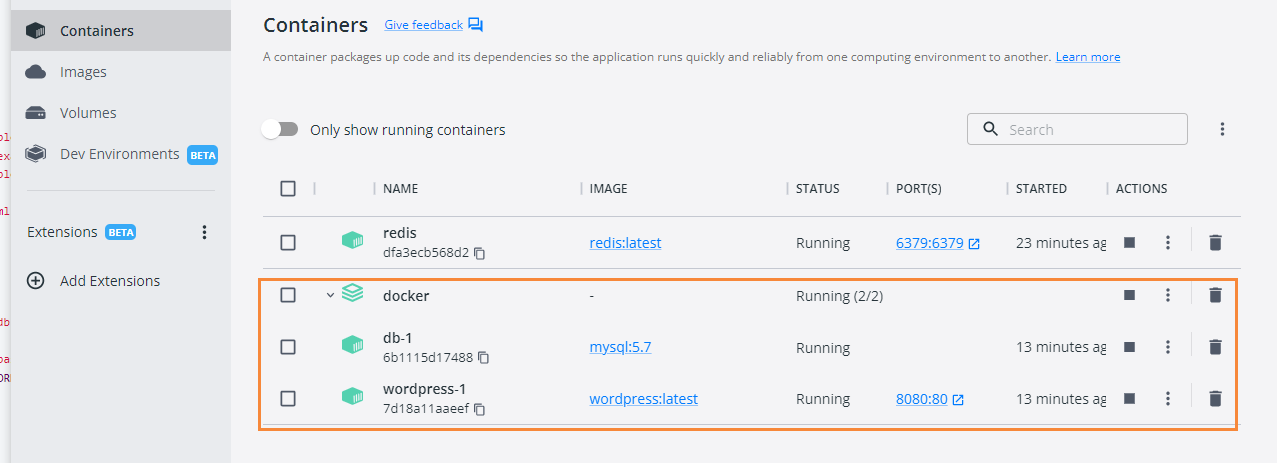 Containers Give feedback
A container packages up code and its dependencies so the application runs quickly and reliably from one computing environment to another. Learn more
Containers
Images
Volumes
Dev Environments BETA
Extensions BETA
Add Extensions
Only show running containers
Search
NAME IMAGE STATUS PORT(S) STARTED ACTIONS
redis redis:latest Running 6379:6379 23 minutes ag
dfa3ecb568d2
docker - Running (2/2)
db-1 mysql:5.7 Running 13 minutes ag
6b1115d17488
wordpress-1 wordpress:latest Running 8080:80 13 minutes ag
7d18a11aaeef